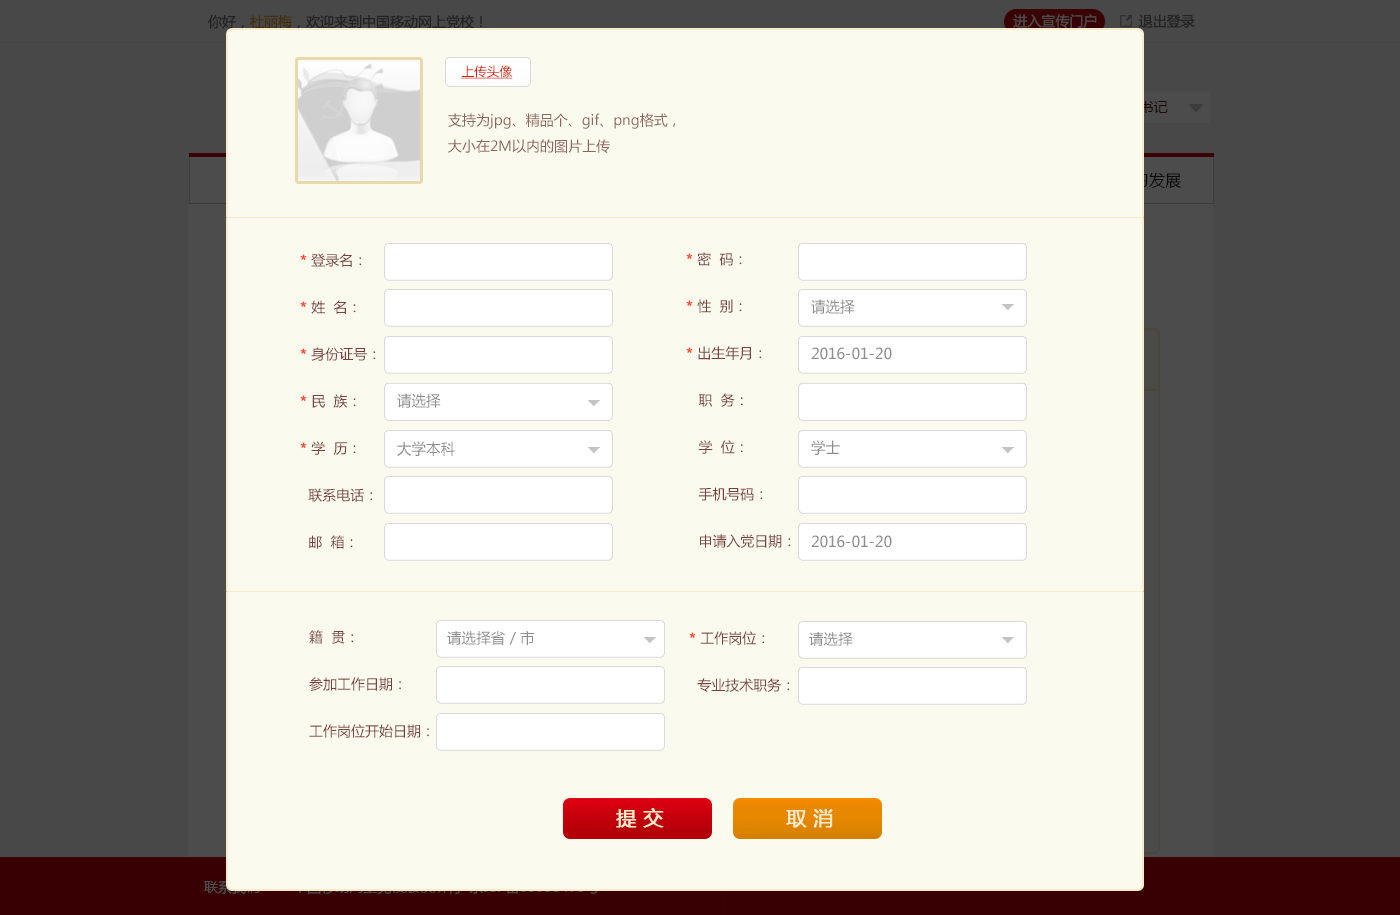 你好，杜丽梅，欢迎来到中国移动网上党校！
进入宣传门户 退出登录
上传头像
支持为jpg、精品个、gif、png格式，
大小在2M以内的图片上传
书记
发展
* 登录名：
* 密 码：
* 姓 名：
* 性 别： 请选择
* 身份证号：
* 出生年月： 2016-01-20
* 民 族： 请选择
职 务：
* 学 历： 大学本科
学 位： 学士
联系电话：
手机号码：
邮 箱：
申请入党日期： 2016-01-20
籍 贯： 请选择省 / 市
* 工作岗位： 请选择
参加工作日期：
专业技术职务：
工作岗位开始日期：
提 交
取 消